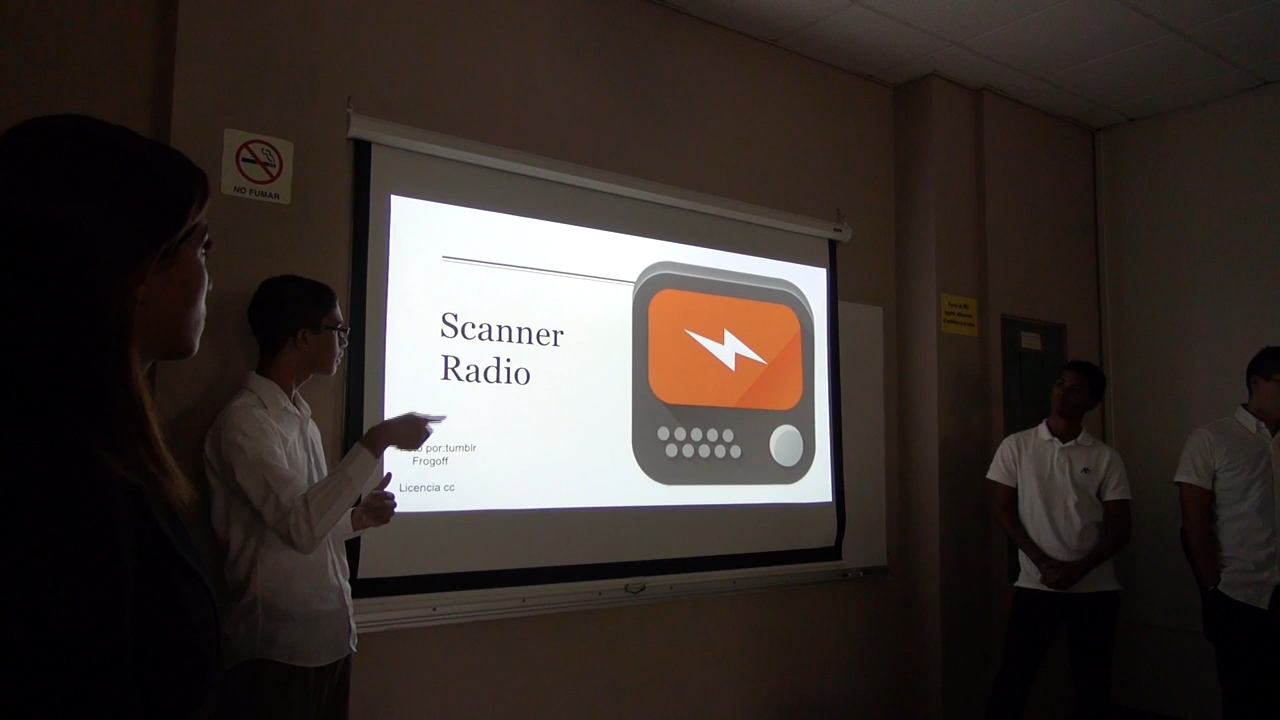 NO FUMAR
Scanner
Radio
por:tumblr
Frogoff
Licencia cc